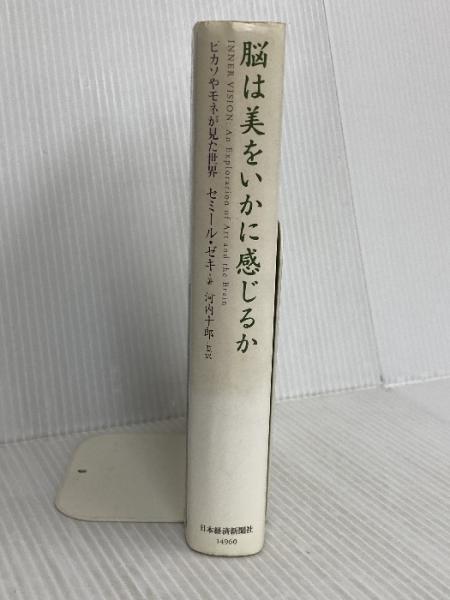 脳は美をいかに感じるか
INNER VISION: An Exploration of Art and the Brain
ピカソやモネが見た世界 セミール・ゼキ 著 河内十郎 監訳
日本経済新聞社
14960